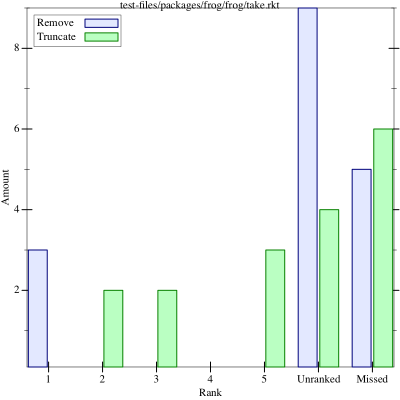 test-files/packages/frog/frog/take.rkt
Remove
Truncate
8
6
4
2
Amount
1 2 3 4 5 Unranked Missed
Rank